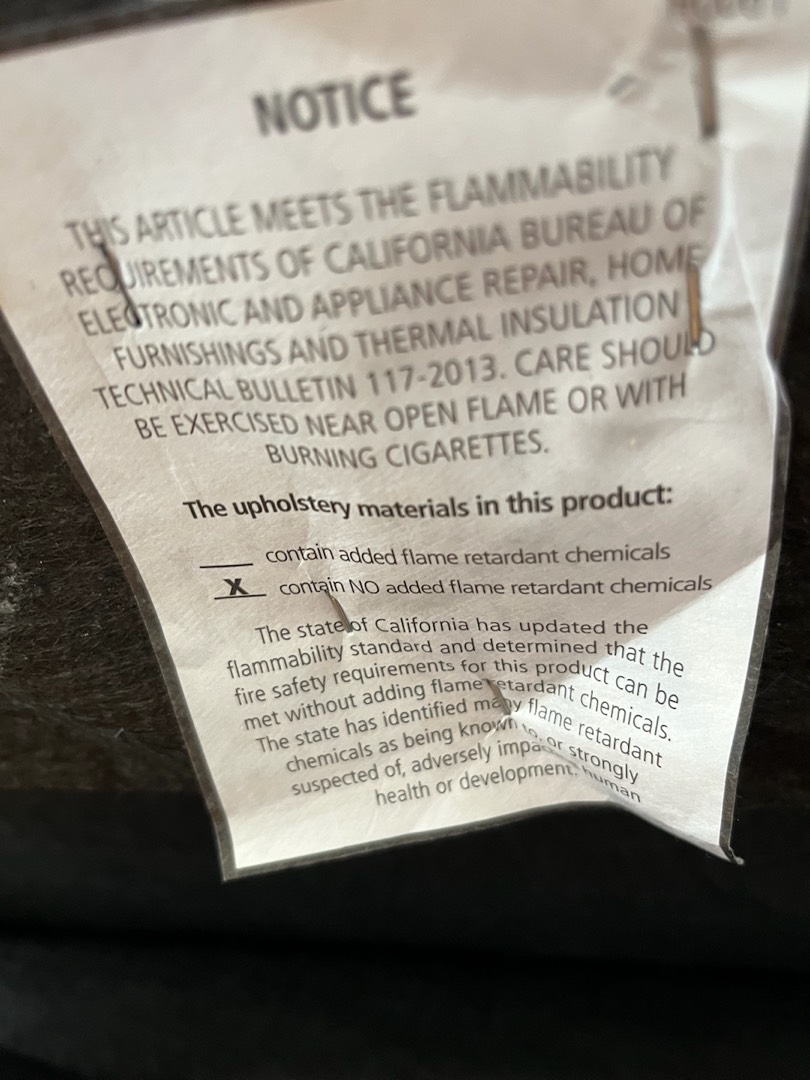 NOTICE
THIS ARTICLE MEETS THE FLAMMABILITY
REQUIREMENTS OF CALIFORNIA BUREAU OF
ELECTRONIC AND APPLIANCE REPAIR, HOME
FURNISHINGS AND THERMAL INSULATION
TECHNICAL BULLETIN 117-2013. CARE SHOULD
BE EXERCISED NEAR OPEN FLAME OR WITH
BURNING CIGARETTES.
The upholstery materials in this product:
___ contain added flame retardant chemicals
_X_ contain NO added flame retardant chemicals
The state of California has updated the
flammability standard and determined that the
fire safety requirements for this product can be
met without adding flame retardant chemicals.
The state has identified many flame retardant
chemicals as being known to, or strongly
suspected of, adversely impact human
health or development.